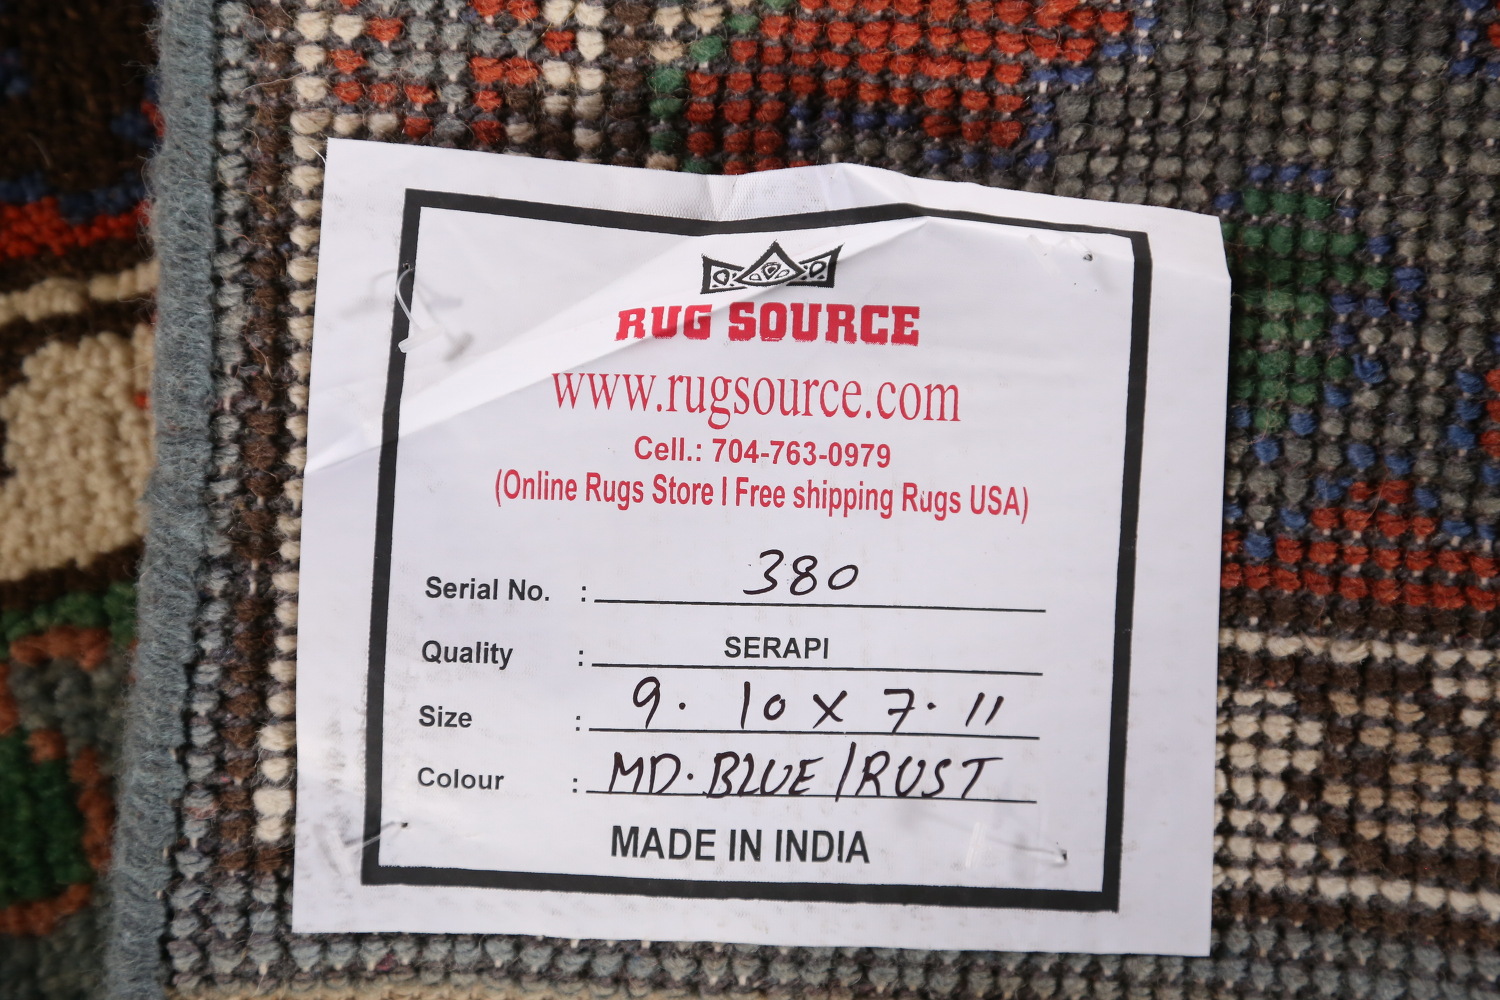 RUG SOURCE
www.rugsource.com
Cell.: 704-763-0979
(Online Rugs Store I Free shipping Rugs USA)
Serial No. : 380
Quality : SERAPI
Size : 9. 10 X 7. 11
Colour : MD. BLUE/RUST
MADE IN INDIA